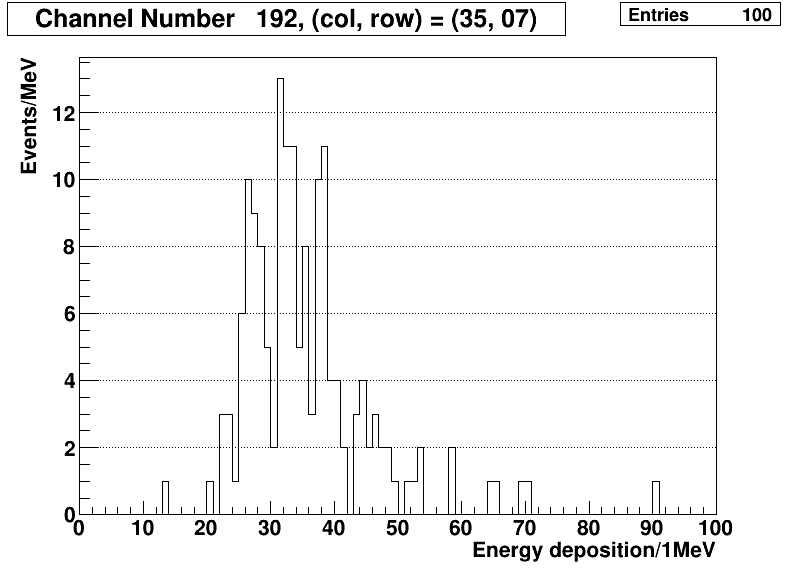 Channel Number 192, (col, row) = (35, 07)
Entries 100
Events/MeV
12
10
8
6
4
2
0
0 10 20 30 40 50 60 70 80 90 100
Energy deposition/1MeV